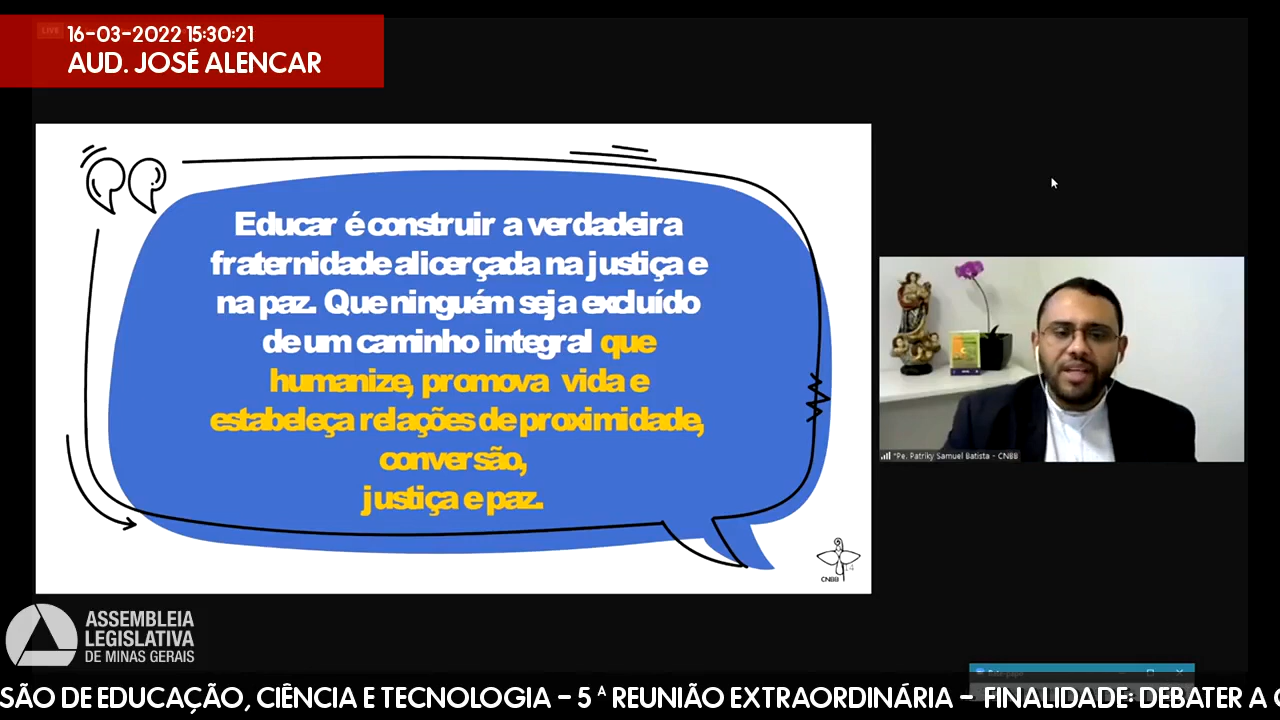 LIVE
16-03-2022 15:30:21
AUD. JOSÉ ALENCAR
Educar é construir a verdadeira
fraternidade alicerçada na justiça e
na paz. Que ninguém seja excluído
de um caminho integral que
humanize, promova vida e
estabeleça relações de proximidade,
conversão,
justiça e paz.
CNBB
14
*Pe. Patriky Samuel Batista - CNBB
ASSEMBLEIA
LEGISLATIVA
DE MINAS GERAIS
SÃO DE EDUCAÇÃO, CIÊNCIA E TECNOLOGIA - 5ª REUNIÃO EXTRAORDINÁRIA - FINALIDADE: DEBATER A